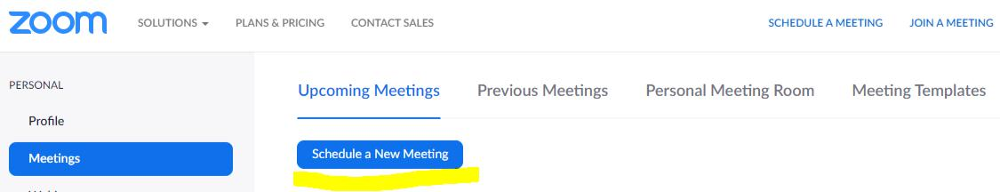 zoom SOLUTIONS PLANS & PRICING CONTACT SALES SCHEDULE A MEETING JOIN A MEETING
PERSONAL
Profile
Meetings
Upcoming Meetings Previous Meetings Personal Meeting Room Meeting Templates
Schedule a New Meeting